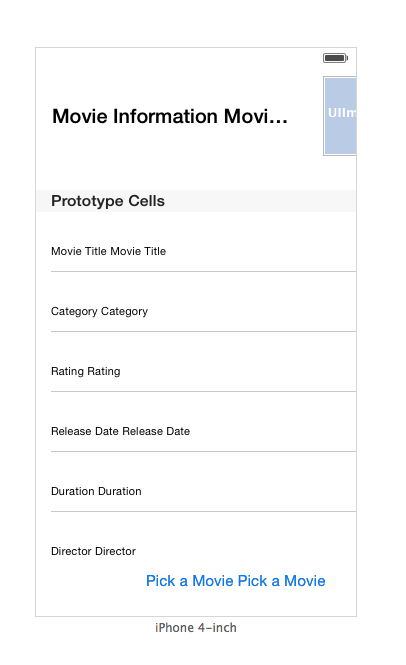 Movie Information Movi...
UIIm
Prototype Cells
Movie Title Movie Title
Category Category
Rating Rating
Release Date Release Date
Duration Duration
Director Director
Pick a Movie Pick a Movie
iPhone 4-inch